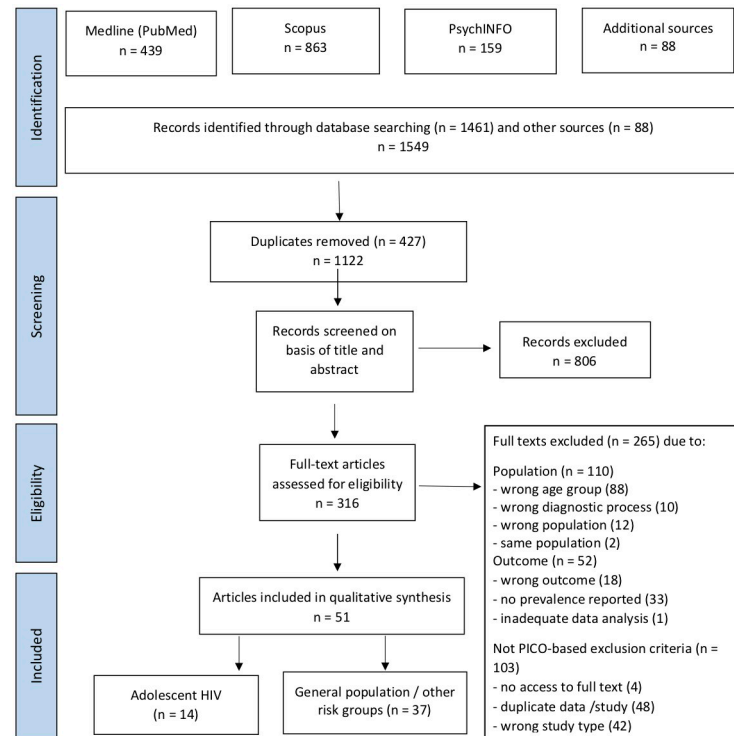 Identification
Medline (PubMed)
n = 439
Scopus
n = 863
PsychINFO
n = 159
Additional sources
n = 88
Records identified through database searching (n = 1461) and other sources (n = 88)
n = 1549
Screening
Duplicates removed (n = 427)
n = 1122
Records screened on
basis of title and
abstract
Records excluded
n = 806
Eligibility
Full-text articles
assessed for eligibility
n = 316
Full texts excluded (n = 265) due to:
Population (n = 110)
- wrong age group (88)
- wrong diagnostic process (10)
- wrong population (12)
- same population (2)
Outcome (n = 52)
- wrong outcome (18)
- no prevalence reported (33)
- inadequate data analysis (1)
Not PICO-based exclusion criteria (n =
103)
- no access to full text (4)
- duplicate data /study (48)
- wrong study type (42)
Included
Articles included in qualitative synthesis
n = 51
Adolescent HIV
(n = 14)
General population / other
risk groups (n = 37)